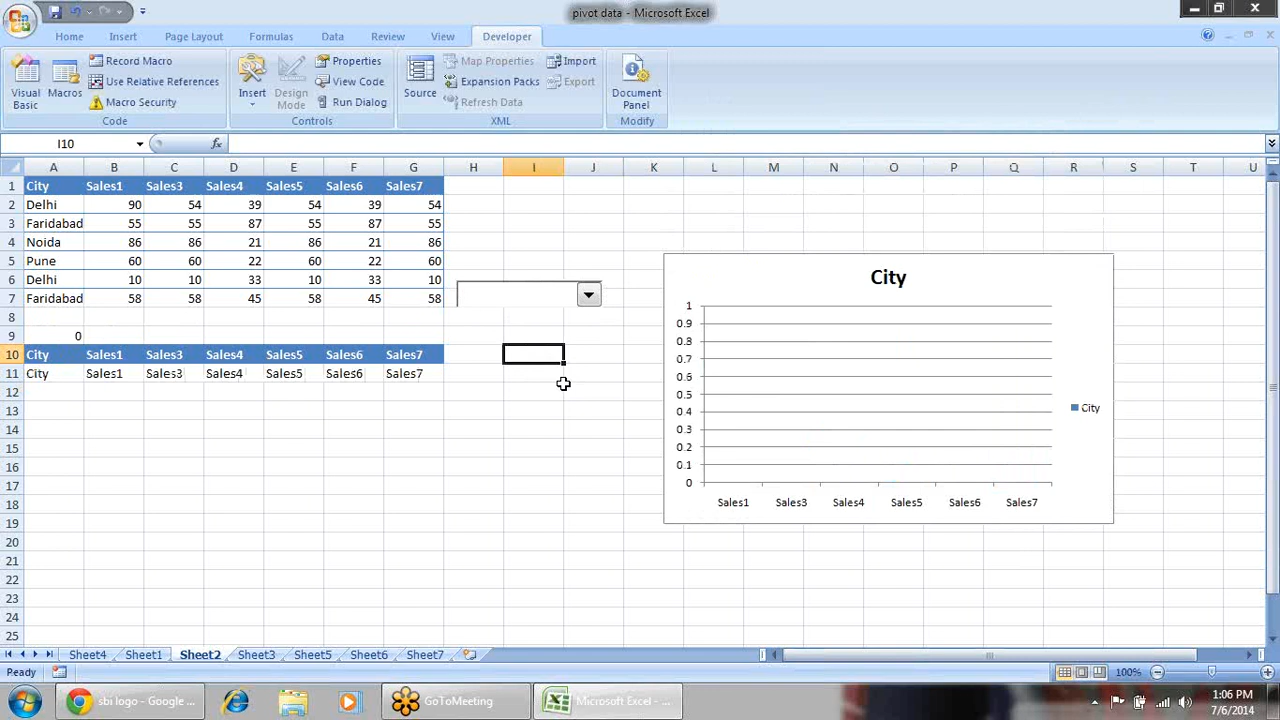 pivot data - Microsoft Excel
Home Insert Page Layout Formulas Data Review View Developer
Visual Basic
Macros
Record Macro
Use Relative References
Macro Security
Code
Insert
Design Mode
Properties
View Code
Run Dialog
Controls
Source
Map Properties
Expansion Packs
Refresh Data
Import
Export
XML
Document Panel
Modify
I10
fx
A B C D E F G H I J K L M N O P Q R S T U
1 City Sales1 Sales3 Sales4 Sales5 Sales6 Sales7
2 Delhi 90 54 39 54 39 54
3 Faridabad 55 55 87 55 87 55
4 Noida 86 86 21 86 21 86
5 Pune 60 60 22 60 22 60
6 Delhi 10 10 33 10 33 10
7 Faridabad 58 58 45 58 45 58
8
9 0
10 City Sales1 Sales3 Sales4 Sales5 Sales6 Sales7
11 City Sales1 Sales3 Sales4 Sales5 Sales6 Sales7
12
13
14
15
16
17
18
19
20
21
22
23
24
25
City
1
0.9
0.8
0.7
0.6
0.5
0.4
0.3
0.2
0.1
0
Sales1 Sales3 Sales4 Sales5 Sales6 Sales7
City
Sheet4 Sheet1 Sheet2 Sheet3 Sheet5 Sheet6 Sheet7
Ready
100%
sbi logo - Google ...
GoToMeeting
Microsoft Excel - ...
1:06 PM
7/6/2014